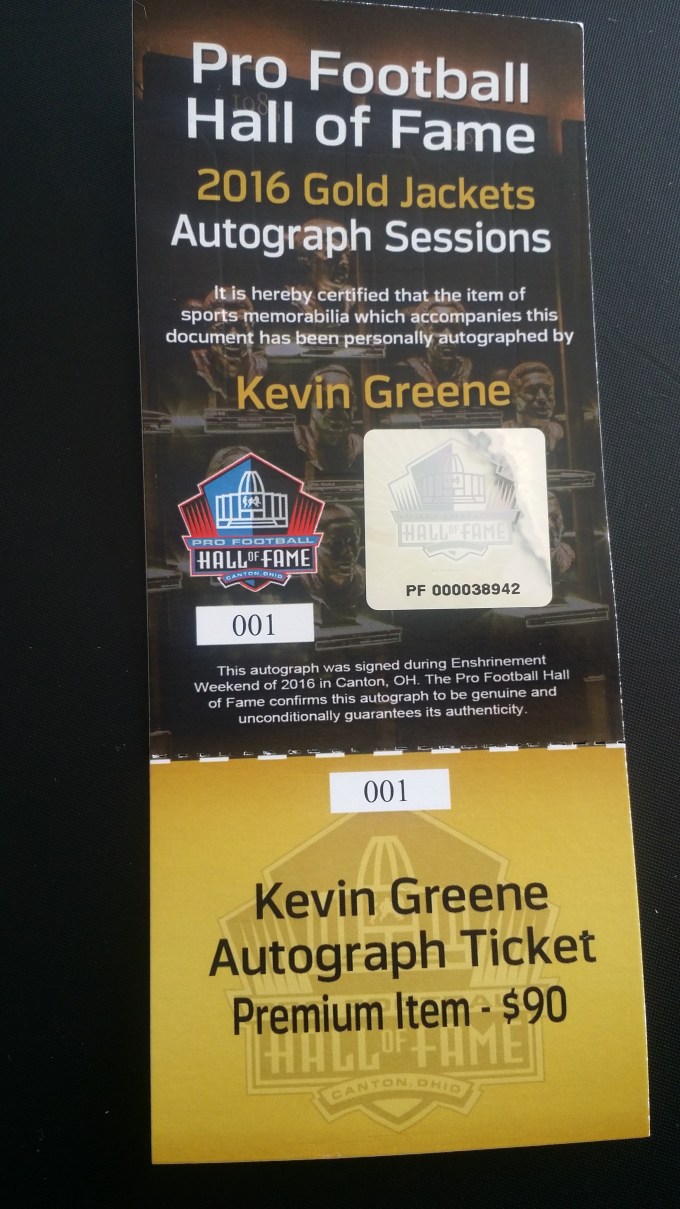 Pro Football
Hall of Fame
2016 Gold Jackets
Autograph Sessions
It is hereby certified that the item of
sports memorabilia which accompanies this
document has been personally autographed by
Kevin Greene
PRO FOOTBALL
HALL OF FAME
CANTON, OHIO
HALL OF FAME
PF 000038942
001
This autograph was signed during Enshrinement
Weekend of 2016 in Canton, OH. The Pro Football Hall
of Fame confirms this autograph to be genuine and
unconditionally guarantees its authenticity.
001
Kevin Greene
Autograph Ticket
Premium Item - $90
HALL OF FAME
CANTON, OHIO